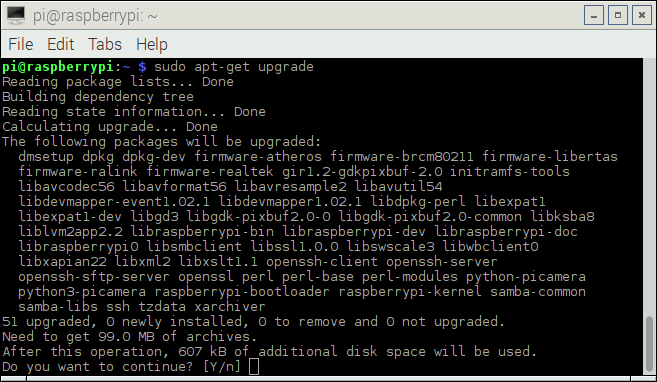 pi@raspberrypi: ~
File Edit Tabs Help
pi@raspberrypi:~ $ sudo apt-get upgrade
Reading package lists... Done
Building dependency tree
Reading state information... Done
Calculating upgrade... Done
The following packages will be upgraded:
dmsetup dpkg dpkg-dev firmware-atheros firmware-brcm80211 firmware-libertas
firmware-ralink firmware-realtek gir1.2-gdkpixbuf-2.0 initramfs-tools
libavcodec56 libavformat56 libavresample2 libavutil54
libdevmapper-event1.02.1 libdevmapper1.02.1 libdpkg-perl libexpat1
libexpat1-dev libgd3 libgdk-pixbuf2.0-0 libgdk-pixbuf2.0-common libksba8
liblvm2app2.2 libraspberrypi-bin libraspberrypi-dev libraspberrypi-doc
libraspberrypi0 libsmbclient libssl1.0.0 libswscale3 libwbclient0
libxapian22 libxml2 libxslt1.1 openssh-client openssh-server
openssh-sftp-server openssl perl perl-base perl-modules python-picamera
python3-picamera raspberrypi-bootloader raspberrypi-kernel samba-common
samba-libs ssh tzdata xarchiver
51 upgraded, 0 newly installed, 0 to remove and 0 not upgraded.
Need to get 99.0 MB of archives.
After this operation, 607 kB of additional disk space will be used.
Do you want to continue? [Y/n]